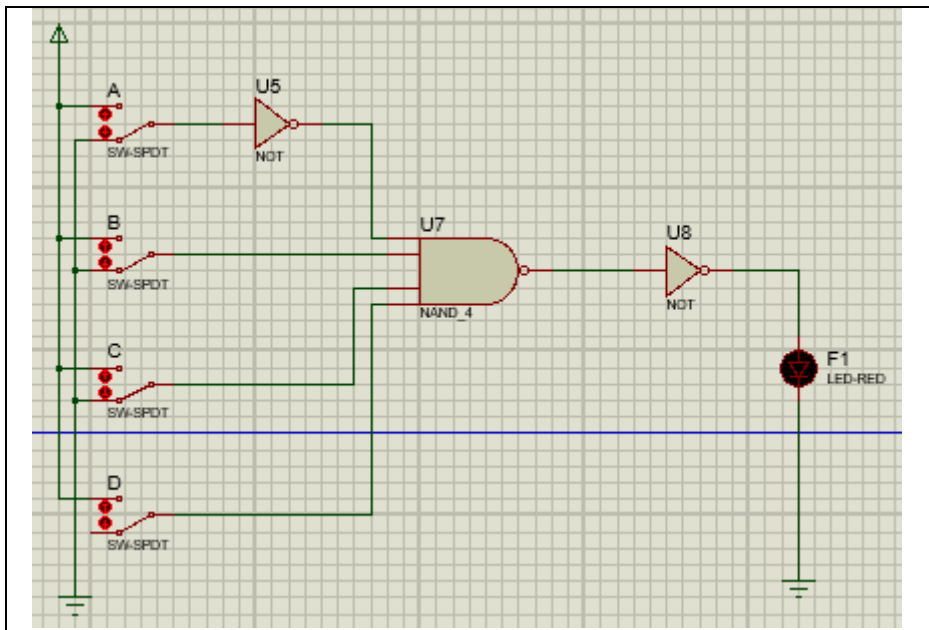 A
U5
SW-SPDT
NOT
B
U7
U8
SW-SPDT
NAND_4
NOT
C
F1
LED-RED
SW-SPDT
D
SW-SPDT